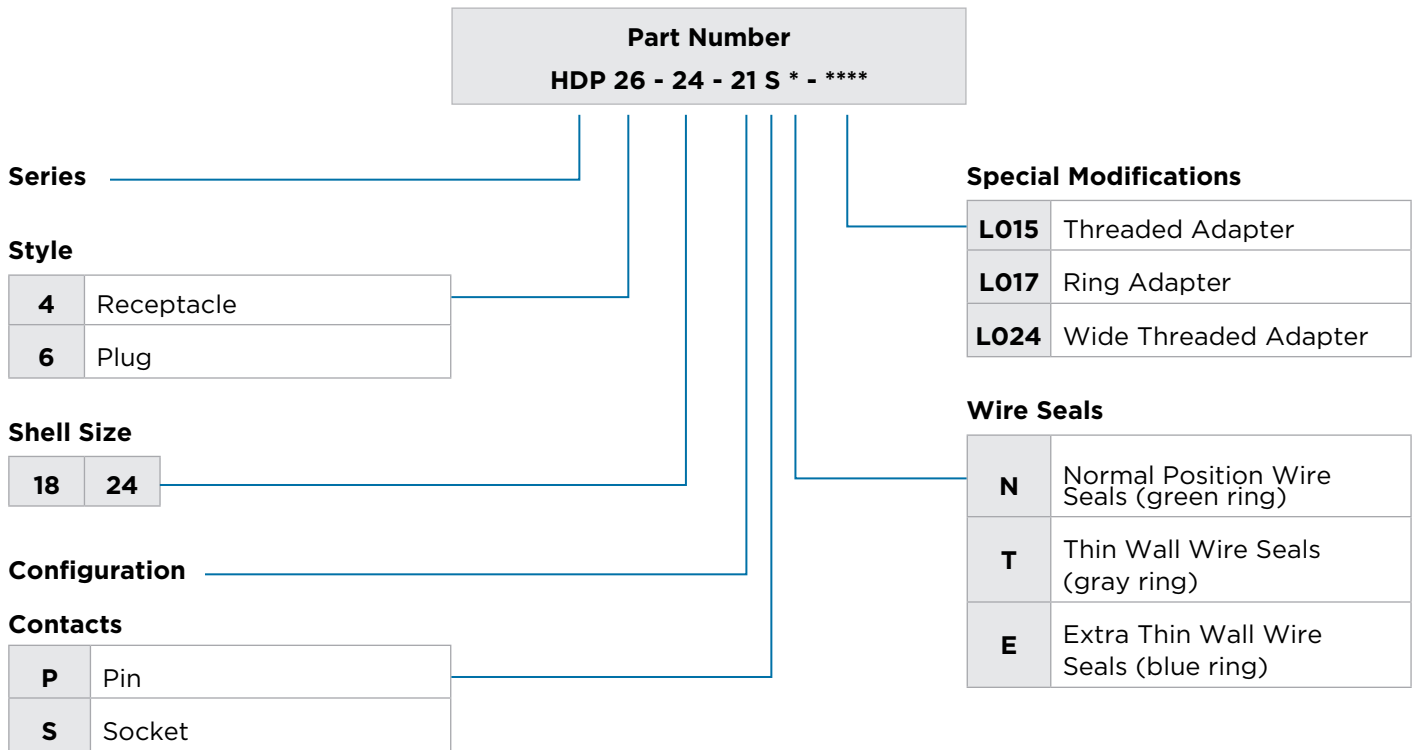 Part Number
HDP 26 - 24 - 21 S * - ****
Series
Style
4 Receptacle
6 Plug
Shell Size
18 24
Configuration
Contacts
P Pin
S Socket
Special Modifications
L015 Threaded Adapter
L017 Ring Adapter
L024 Wide Threaded Adapter
Wire Seals
N Normal Position Wire
Seals (green ring)
T Thin Wall Wire Seals
(gray ring)
E Extra Thin Wall Wire
Seals (blue ring)